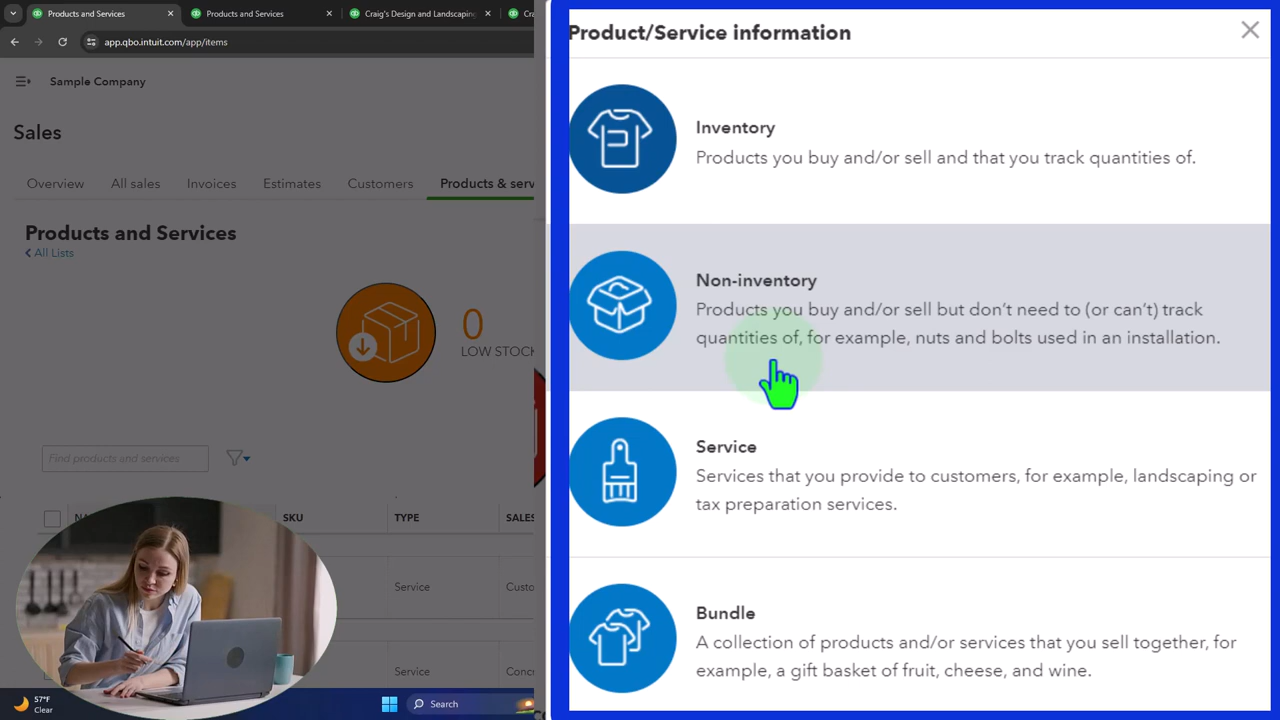 Products and Services
Products and Services
Craig's Design and Landscaping
app.qbo.intuit.com/app/items
Sample Company
Sales
Overview
All sales
Invoices
Estimates
Customers
Products & serv
Products and Services
All Lists
0
LOW STOCK
Find products and services
SKU
TYPE
SALES
Service
Custo
Service
Concr
57°F
Clear
Search
Product/Service information
Inventory
Products you buy and/or sell and that you track quantities of.
Non-inventory
Products you buy and/or sell but don't need to (or can't) track
quantities of, for example, nuts and bolts used in an installation.
Service
Services that you provide to customers, for example, landscaping or
tax preparation services.
Bundle
A collection of products and/or services that you sell together, for
example, a gift basket of fruit, cheese, and wine.